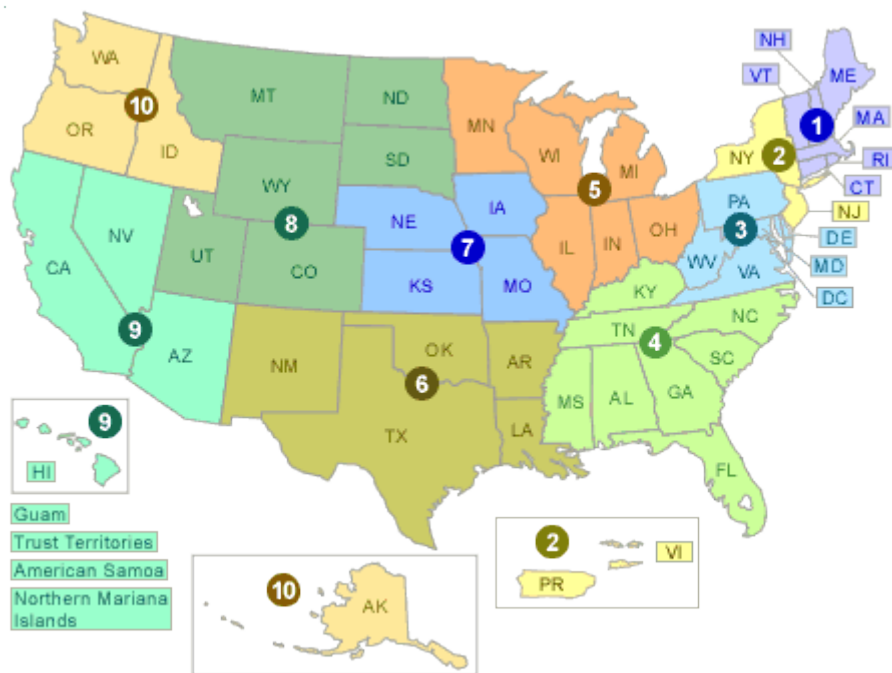 NH
WA
VT
ME
MT
ND
10
MN
1
MA
OR
ID
WI
MI
NY
2
RI
SD
CT
WY
5
PA
NJ
NE
IA
8
3
DE
NV
OH
7
IL
IN
UT
WV
MD
CA
CO
VA
KS
MO
DC
KY
NC
9
TN
4
OK
AZ
NM
AR
SC
6
MS
AL
GA
9
TX
LA
HI
FL
Guam
Trust Territories
2
VI
American Samoa
10
PR
Northern Mariana
Islands
AK